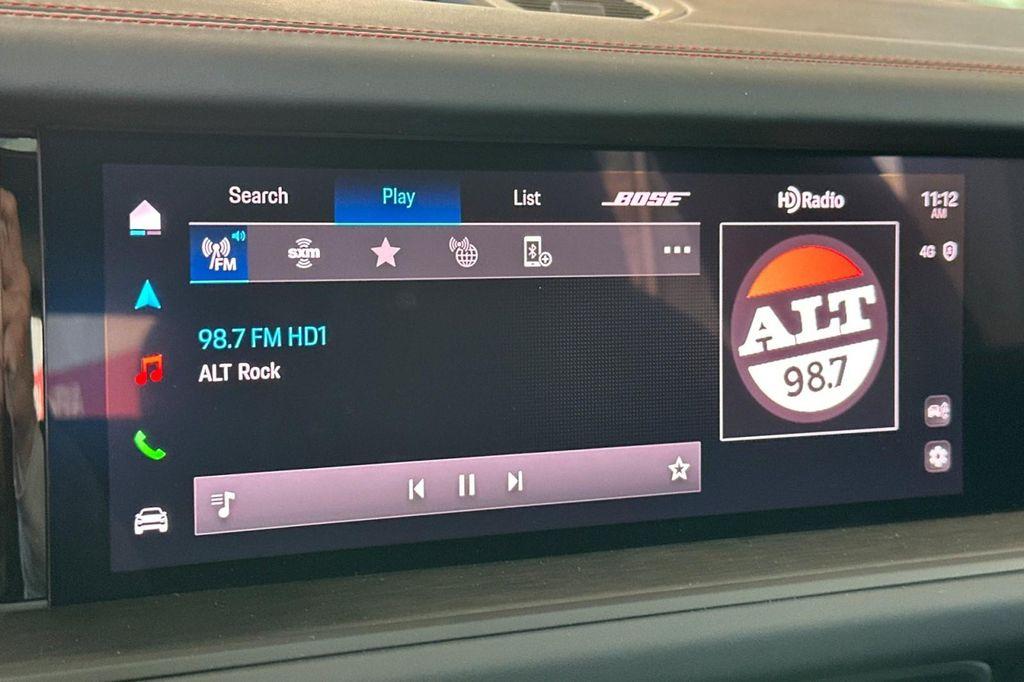 Search
Play
List
BOSE
HD Radio
11:12
AM
FM
sxm
4G
98.7 FM HD1
ALT Rock
ALT
98.7